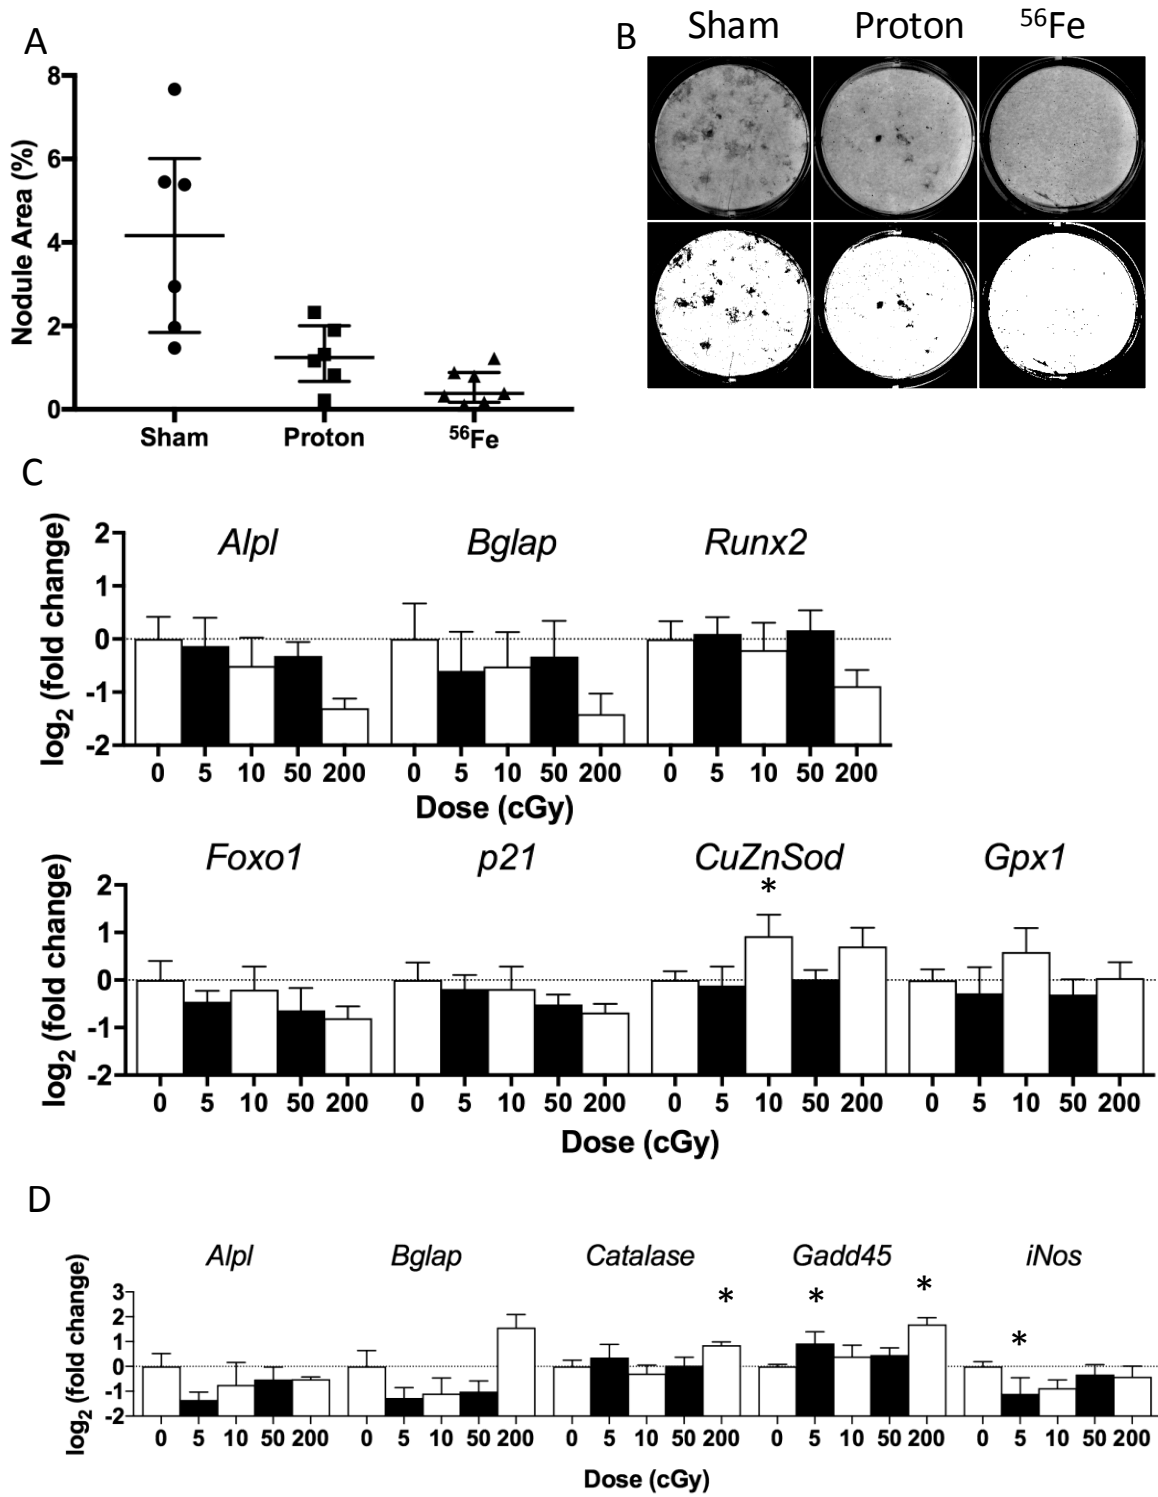 A
Nodule Area (%)
8
6
4
2
0
Sham Proton ⁵⁶Fe
B
Sham Proton ⁵⁶Fe
C
log₂ (fold change)
2
1
0
-1
-2
Alpl Bglap Runx2
0 5 10 50 200 0 5 10 50 200 0 5 10 50 200
Dose (cGy)
log₂ (fold change)
2
1
0
-1
-2
Foxo1 p21 CuZnSod Gpx1
*
0 5 10 50 200 0 5 10 50 200 0 5 10 50 200 0 5 10 50 200
Dose (cGy)
D
log₂ (fold change)
3
2
1
0
-1
-2
Alpl Bglap Catalase Gadd45 iNos
* * * *
0 5 10 50 200 0 5 10 50 200 0 5 10 50 200 0 5 10 50 200 0 5 10 50 200
Dose (cGy)